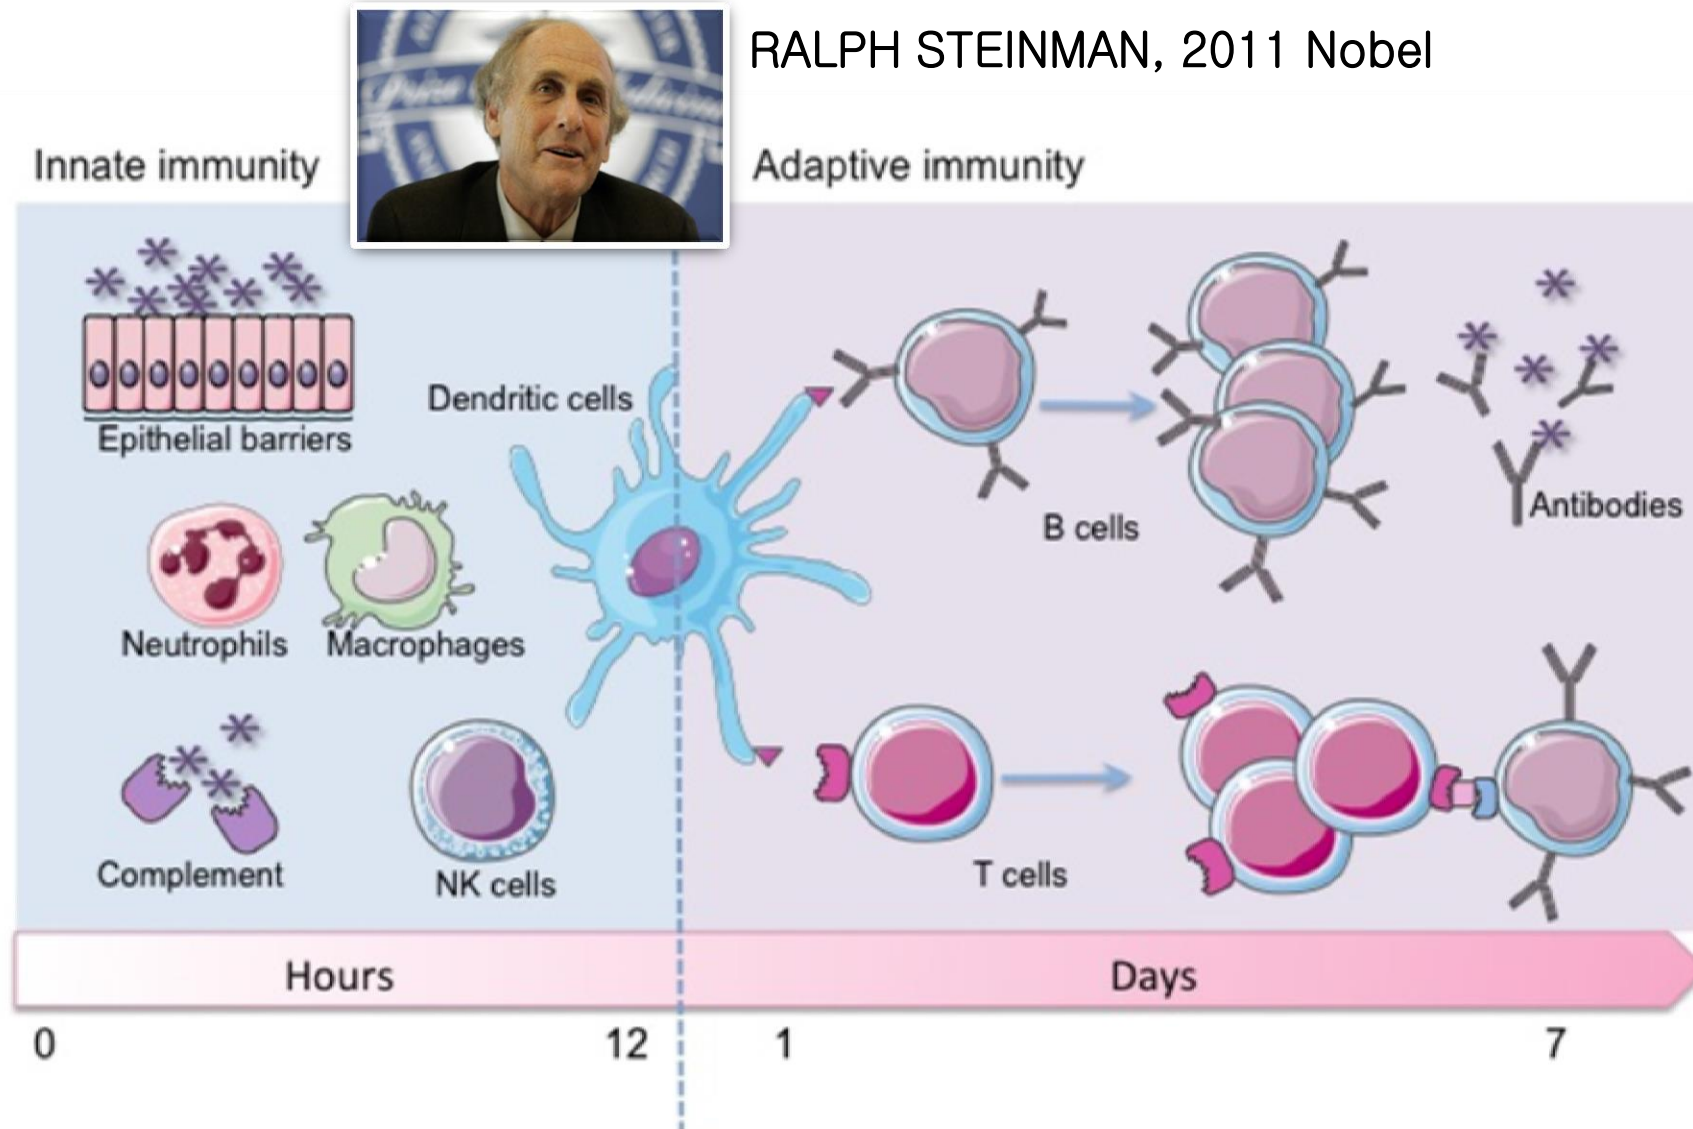 RALPH STEINMAN, 2011 Nobel
Innate immunity
Adaptive immunity
Epithelial barriers
Dendritic cells
B cells
Antibodies
Neutrophils
Macrophages
Complement
NK cells
T cells
Hours
Days
0
12
1
7